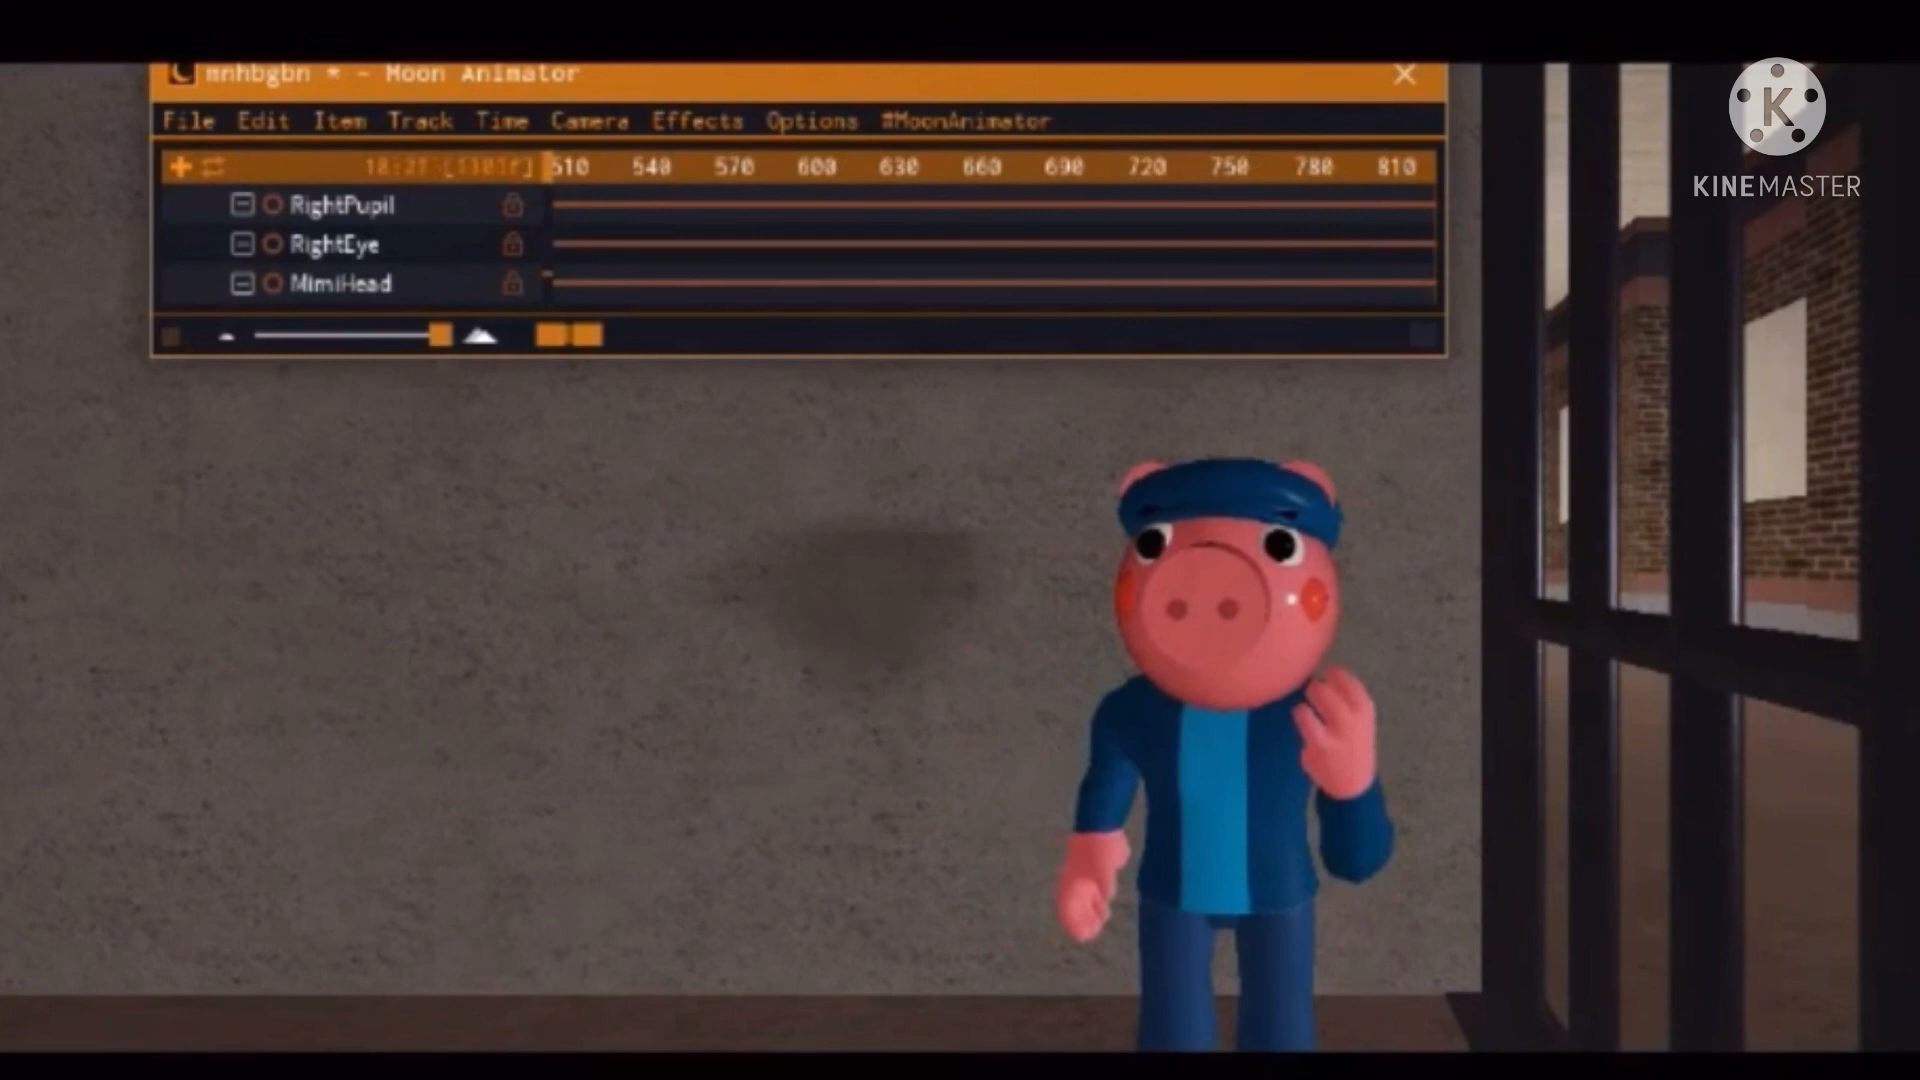 mnhbgbn * - Moon Animator
File Edit Item Track Time Camera Effects Options #MoonAnimator
510 540 570 600 630 660 690 720 750 780 810
RightPupil
RightEye
MimiHead
K
KINEMASTER